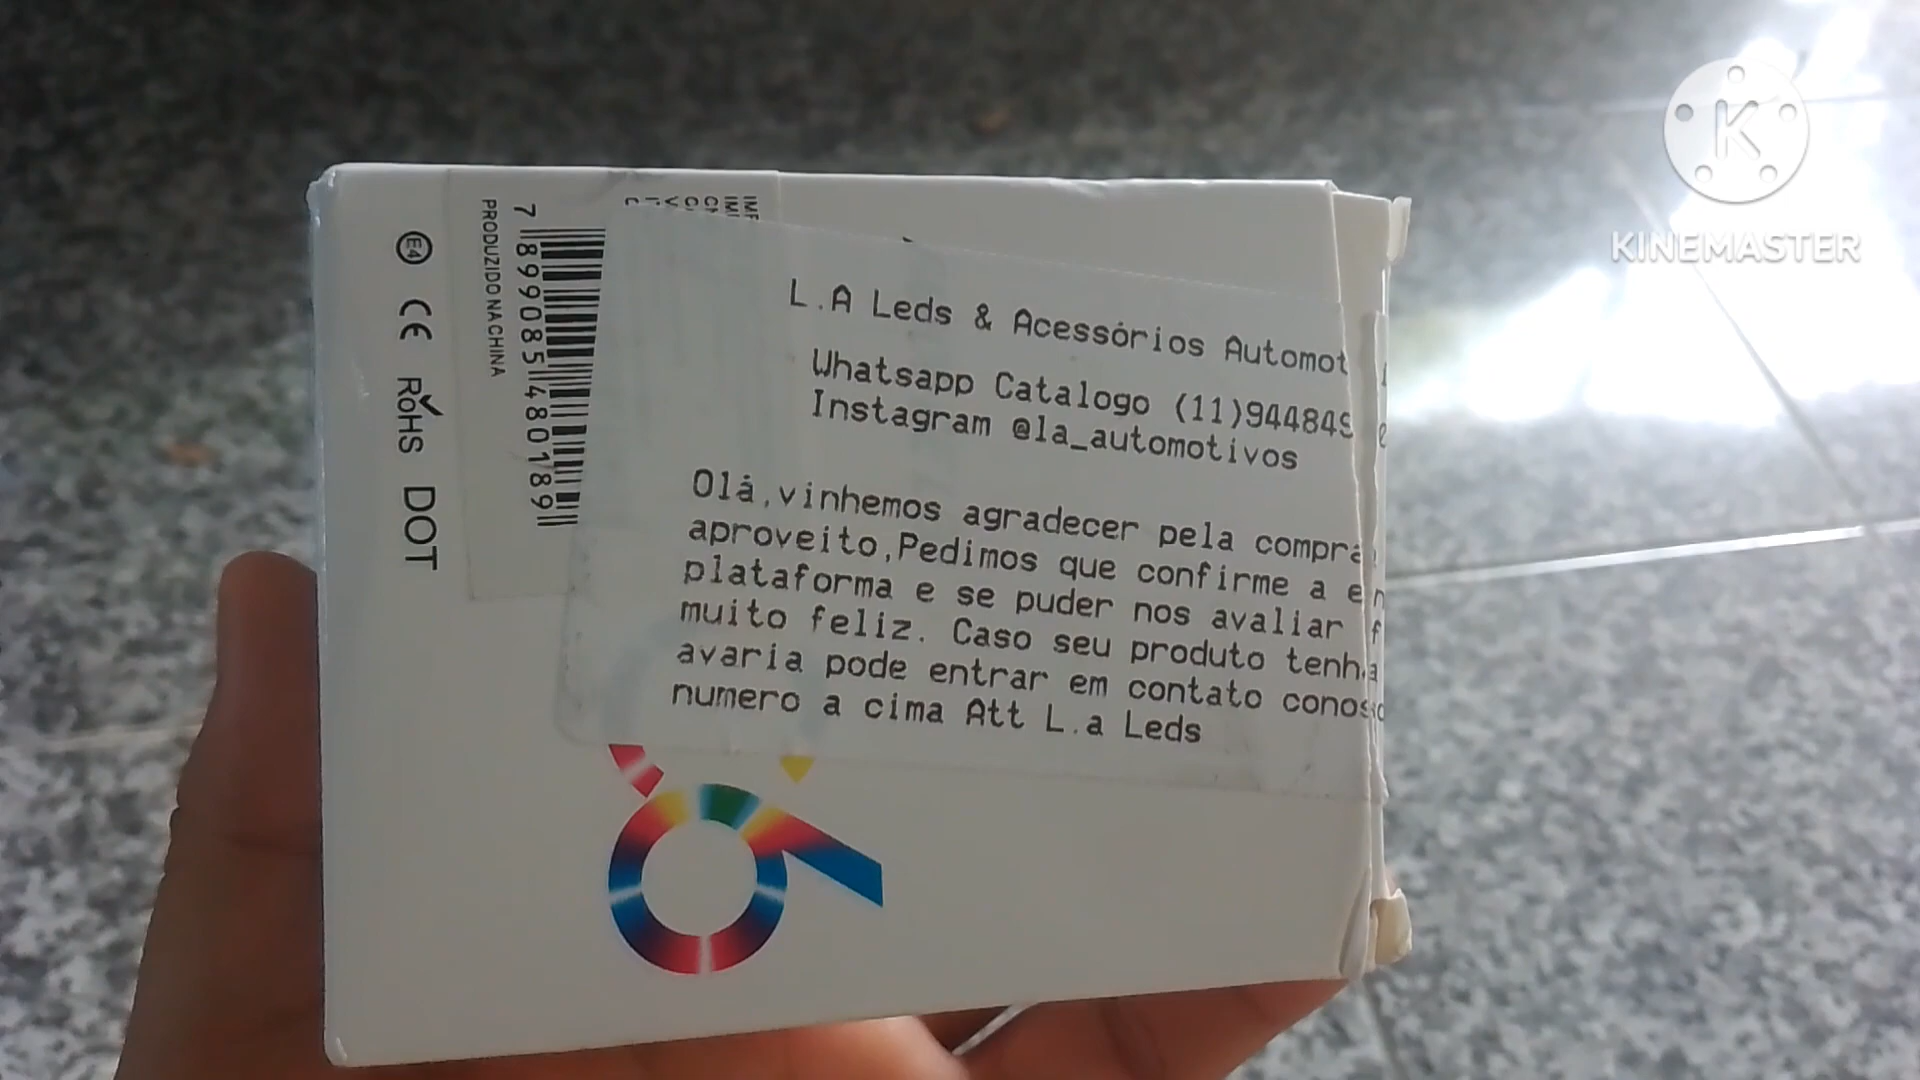 KINEMASTER
E4
CE
RoHS
DOT
PRODUZIDO NA CHINA
7 899085 480189
L.A Leds & Acessórios Automot
Whatsapp Catalogo (11)94484
Instagram @la_automotivos
Olá,vinhemos agradecer pela compra
aproveito,Pedimos que confirme a
plataforma e se puder nos avaliar
muito feliz. Caso seu produto tenha
avaria pode entrar em contato
numero a cima Att L.a Leds